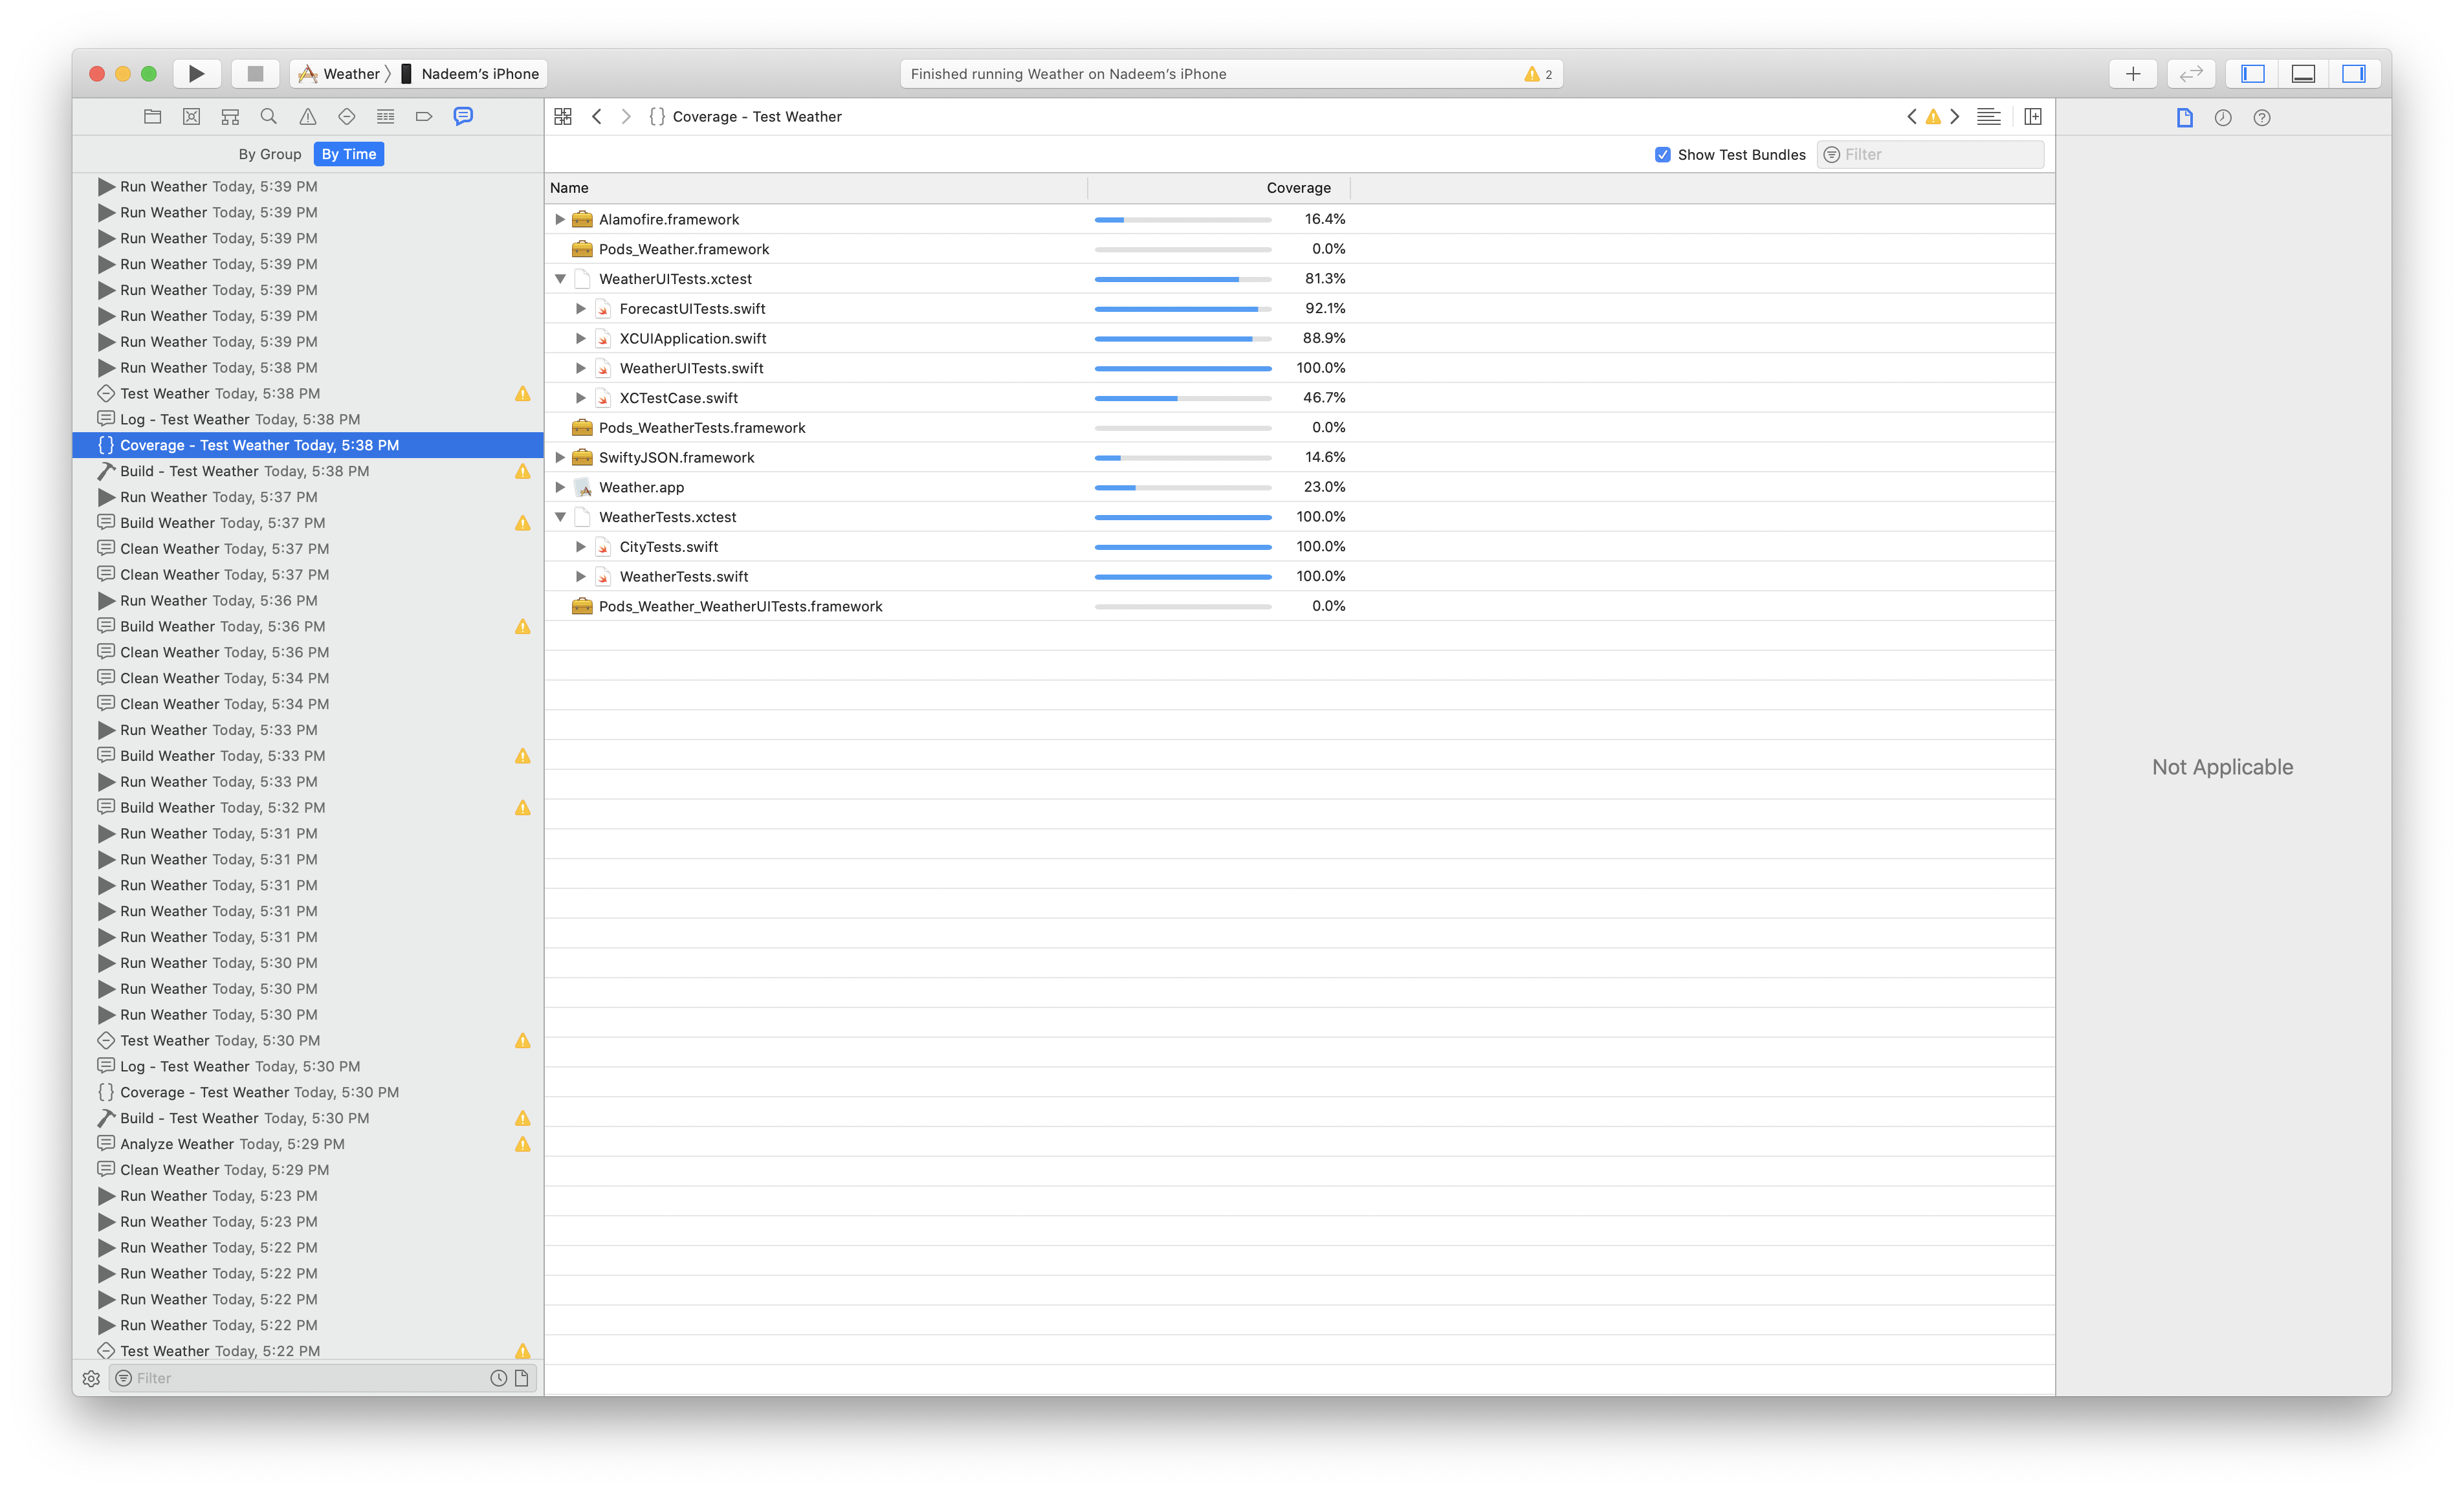 Weather 〉 Nadeem’s iPhone
Finished running Weather on Nadeem’s iPhone
2
By Group By Time
Run Weather Today, 5:39 PM
Run Weather Today, 5:39 PM
Run Weather Today, 5:39 PM
Run Weather Today, 5:39 PM
Run Weather Today, 5:39 PM
Run Weather Today, 5:39 PM
Run Weather Today, 5:39 PM
Run Weather Today, 5:38 PM
Test Weather Today, 5:38 PM
Log - Test Weather Today, 5:38 PM
{} Coverage - Test Weather Today, 5:38 PM
Build - Test Weather Today, 5:38 PM
Run Weather Today, 5:37 PM
Build Weather Today, 5:37 PM
Clean Weather Today, 5:37 PM
Clean Weather Today, 5:37 PM
Run Weather Today, 5:36 PM
Build Weather Today, 5:36 PM
Clean Weather Today, 5:36 PM
Clean Weather Today, 5:34 PM
Clean Weather Today, 5:34 PM
Run Weather Today, 5:33 PM
Build Weather Today, 5:33 PM
Run Weather Today, 5:33 PM
Build Weather Today, 5:32 PM
Run Weather Today, 5:31 PM
Run Weather Today, 5:31 PM
Run Weather Today, 5:31 PM
Run Weather Today, 5:31 PM
Run Weather Today, 5:31 PM
Run Weather Today, 5:30 PM
Run Weather Today, 5:30 PM
Run Weather Today, 5:30 PM
Test Weather Today, 5:30 PM
Log - Test Weather Today, 5:30 PM
{} Coverage - Test Weather Today, 5:30 PM
Build - Test Weather Today, 5:30 PM
Analyze Weather Today, 5:29 PM
Clean Weather Today, 5:29 PM
Run Weather Today, 5:23 PM
Run Weather Today, 5:23 PM
Run Weather Today, 5:22 PM
Run Weather Today, 5:22 PM
Run Weather Today, 5:22 PM
Run Weather Today, 5:22 PM
Test Weather Today, 5:22 PM
Filter
{} Coverage - Test Weather
Show Test Bundles Filter
Name Coverage
Alamofire.framework 16.4%
Pods_Weather.framework 0.0%
WeatherUITests.xctest 81.3%
ForecastUITests.swift 92.1%
XCUIApplication.swift 88.9%
WeatherUITests.swift 100.0%
XCTestCase.swift 46.7%
Pods_WeatherTests.framework 0.0%
SwiftyJSON.framework 14.6%
Weather.app 23.0%
WeatherTests.xctest 100.0%
CityTests.swift 100.0%
WeatherTests.swift 100.0%
Pods_Weather_WeatherUITests.framework 0.0%
Not Applicable